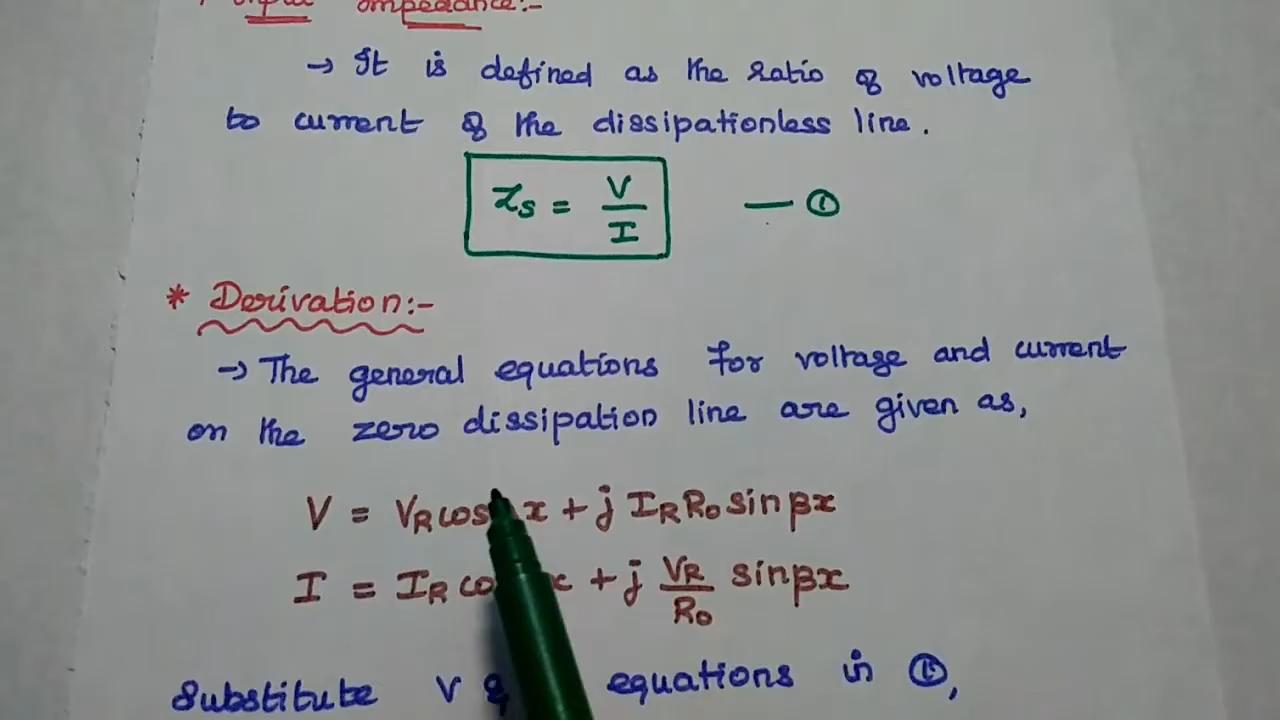 * Input Impedance:-
→ It is defined as the ratio of voltage
to current of the dissipationless line.
Zs = V/I — ①
* Derivation:-
→ The general equations for voltage and current
on the zero dissipation line are given as,
V = VR cos x + j IR R0 sin βx
I = IR co x + j VR/R0 sin βx
Substitute V & equations in ①,